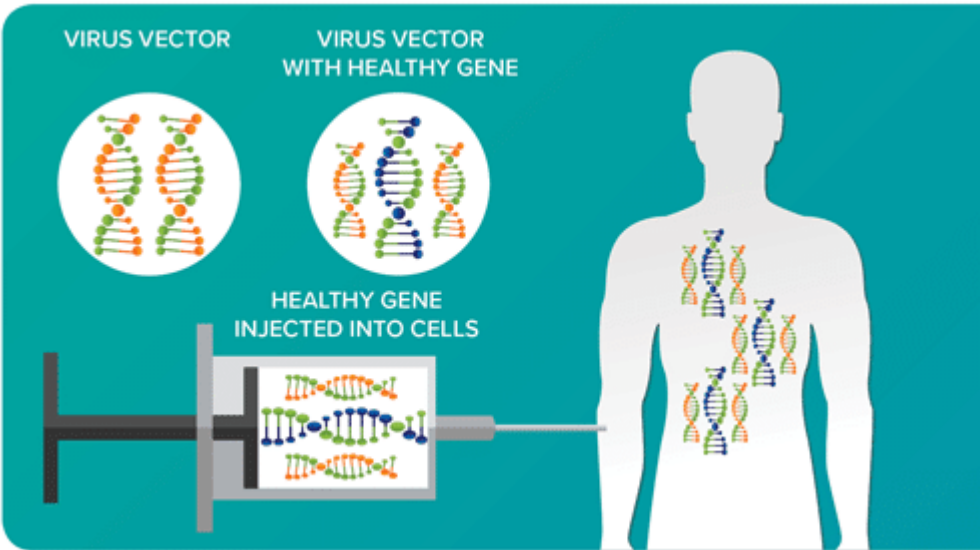 VIRUS VECTOR
VIRUS VECTOR
WITH HEALTHY GENE
HEALTHY GENE
INJECTED INTO CELLS